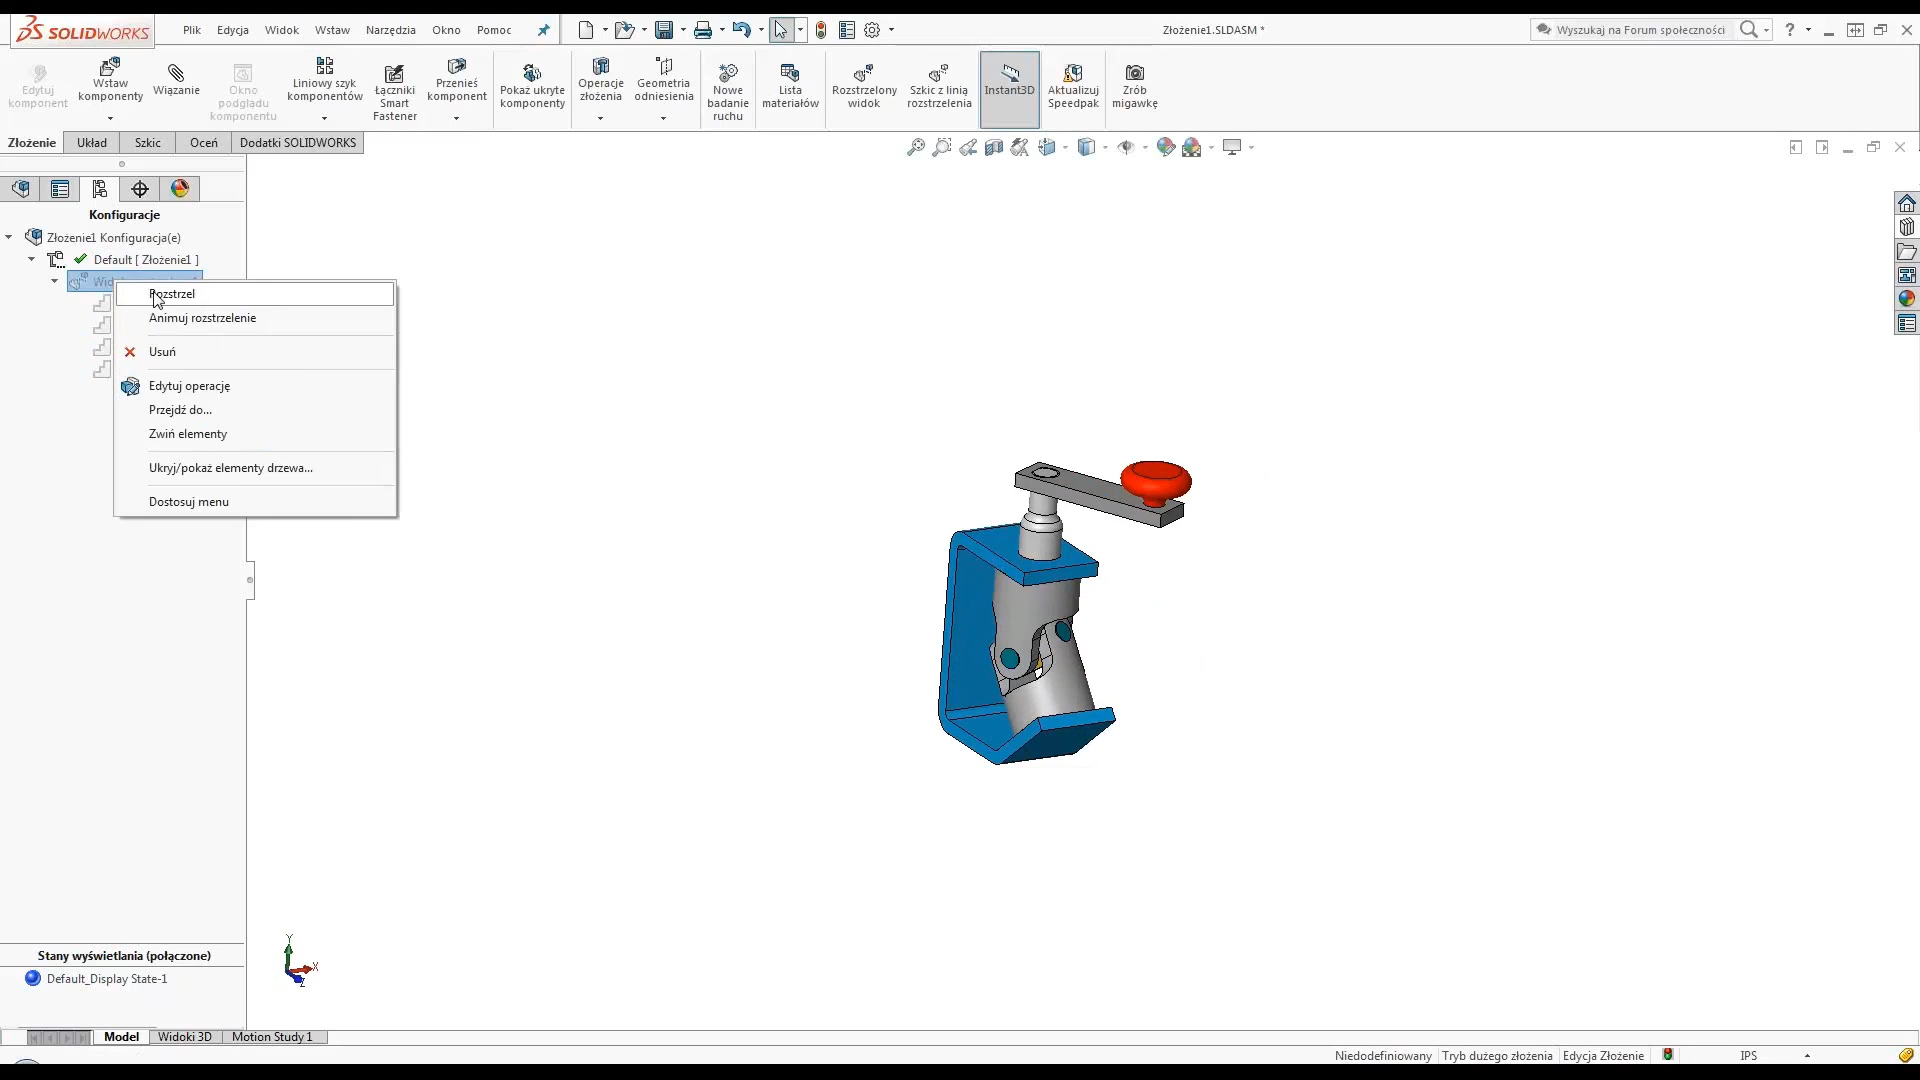 SOLIDWORKS
Plik Edycja Widok Wstaw Narzędzia Okno Pomoc
Złożenie1.SLDASM *
Wyszukaj na Forum społeczności
Edytuj komponent
Wstaw komponenty
Wiązanie
Okno podglądu komponentu
Liniowy szyk komponentów
Łączniki Smart Fastener
Przenieś komponent
Pokaż ukryte komponenty
Operacje złożenia
Geometria odniesienia
Nowe badanie ruchu
Lista materiałów
Rozstrzelony widok
Szkic z linią rozstrzelenia
Instant3D
Aktualizuj Speedpak
Zrób migawkę
Złożenie Układ Szkic Oceń Dodatki SOLIDWORKS
Konfiguracje
Złożenie1 Konfiguracja(e)
Default [ Złożenie1 ]
Rozstrzel
Animuj rozstrzelenie
Usuń
Edytuj operację
Przejdź do...
Zwiń elementy
Ukryj/pokaż elementy drzewa...
Dostosuj menu
Y
X
Z
Stany wyświetlania (połączone)
Default_Display State-1
Model Widoki 3D Motion Study 1
Niedodefiniowany Tryb dużego złożenia Edycja Złożenie IPS